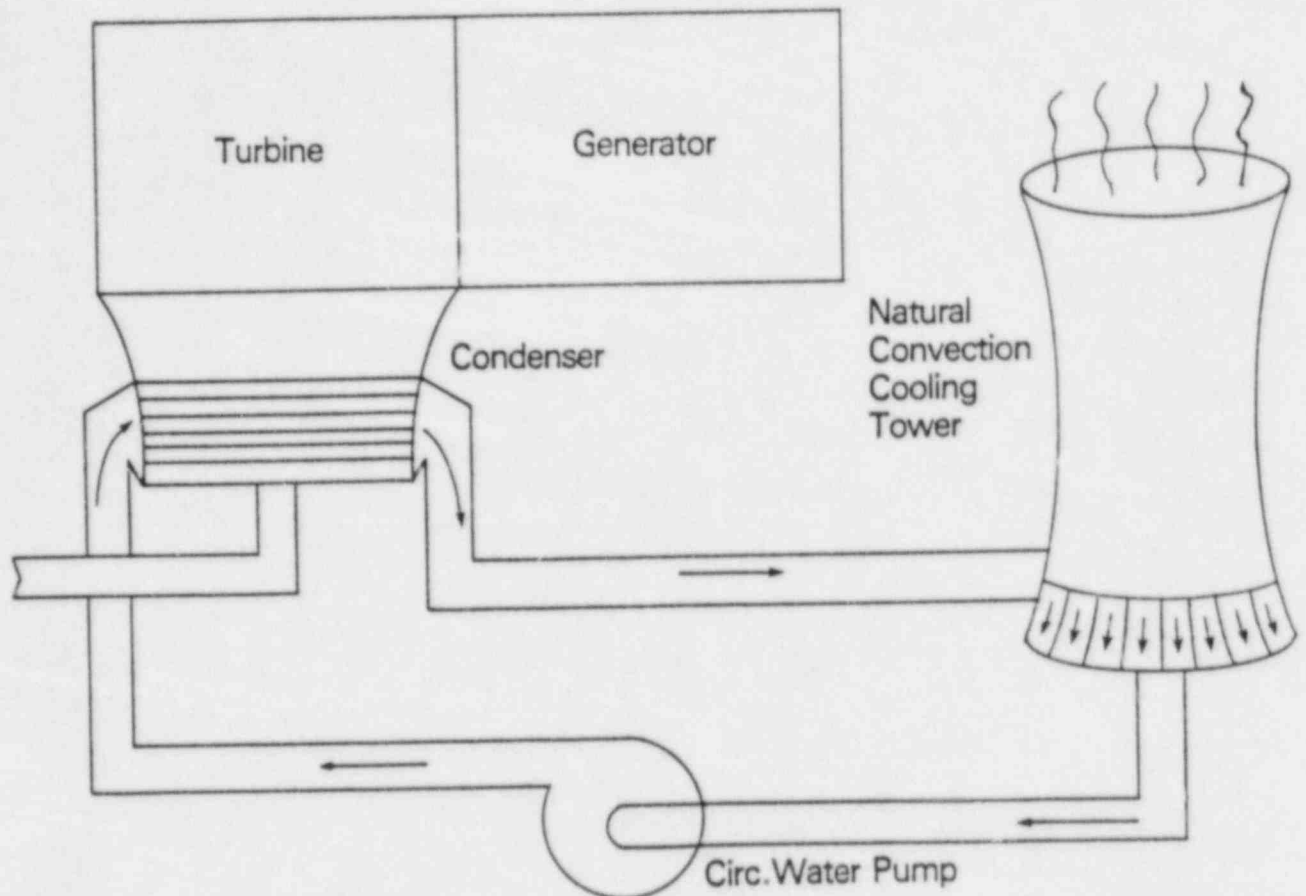 Turbine
Generator
Condenser
Natural
Convection
Cooling
Tower
Circ.Water Pump